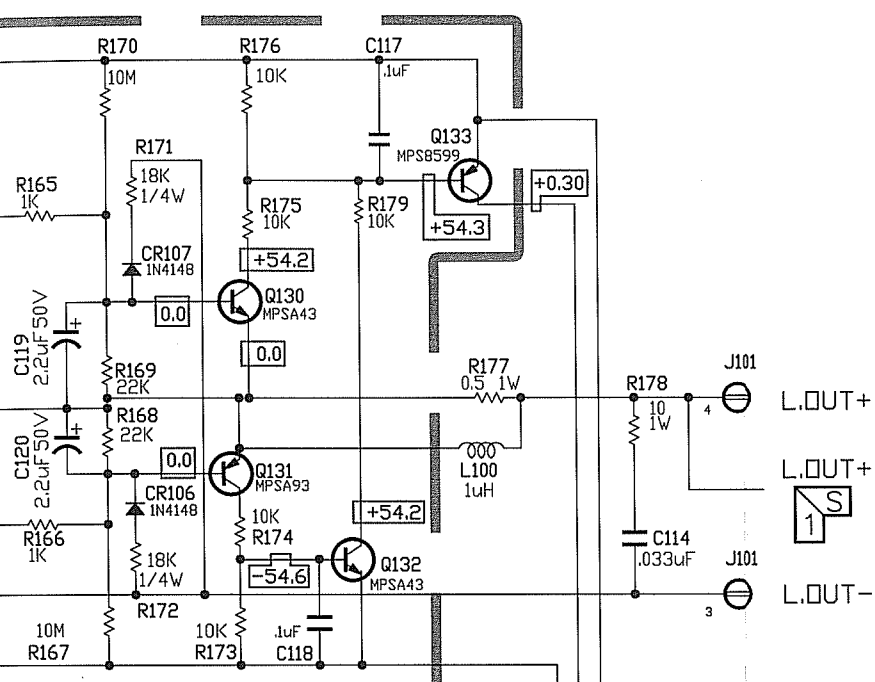 R170
10M
R176
10K
C117
.1uF
Q133
MPS8599
R171
18K
1/4W
R165
1K
R175
10K
R179
10K
+0.30
+54.3
CR107
1N4148
+54.2
0.0
Q130
MPSA43
C119
2.2uF 50V
+
0.0
R169
22K
R177
0.5 1W
R178
10
1W
J101
4
L.OUT+
R168
22K
C120
2.2uF 50V
+
0.0
Q131
MPSA93
L100
1uH
L.OUT+
S
1
CR106
1N4148
10K
R174
+54.2
R166
1K
18K
1/4W
-54.6
Q132
MPSA43
C114
.033uF
J101
3
L.OUT-
R172
10M
R167
10K
R173
.1uF
C118